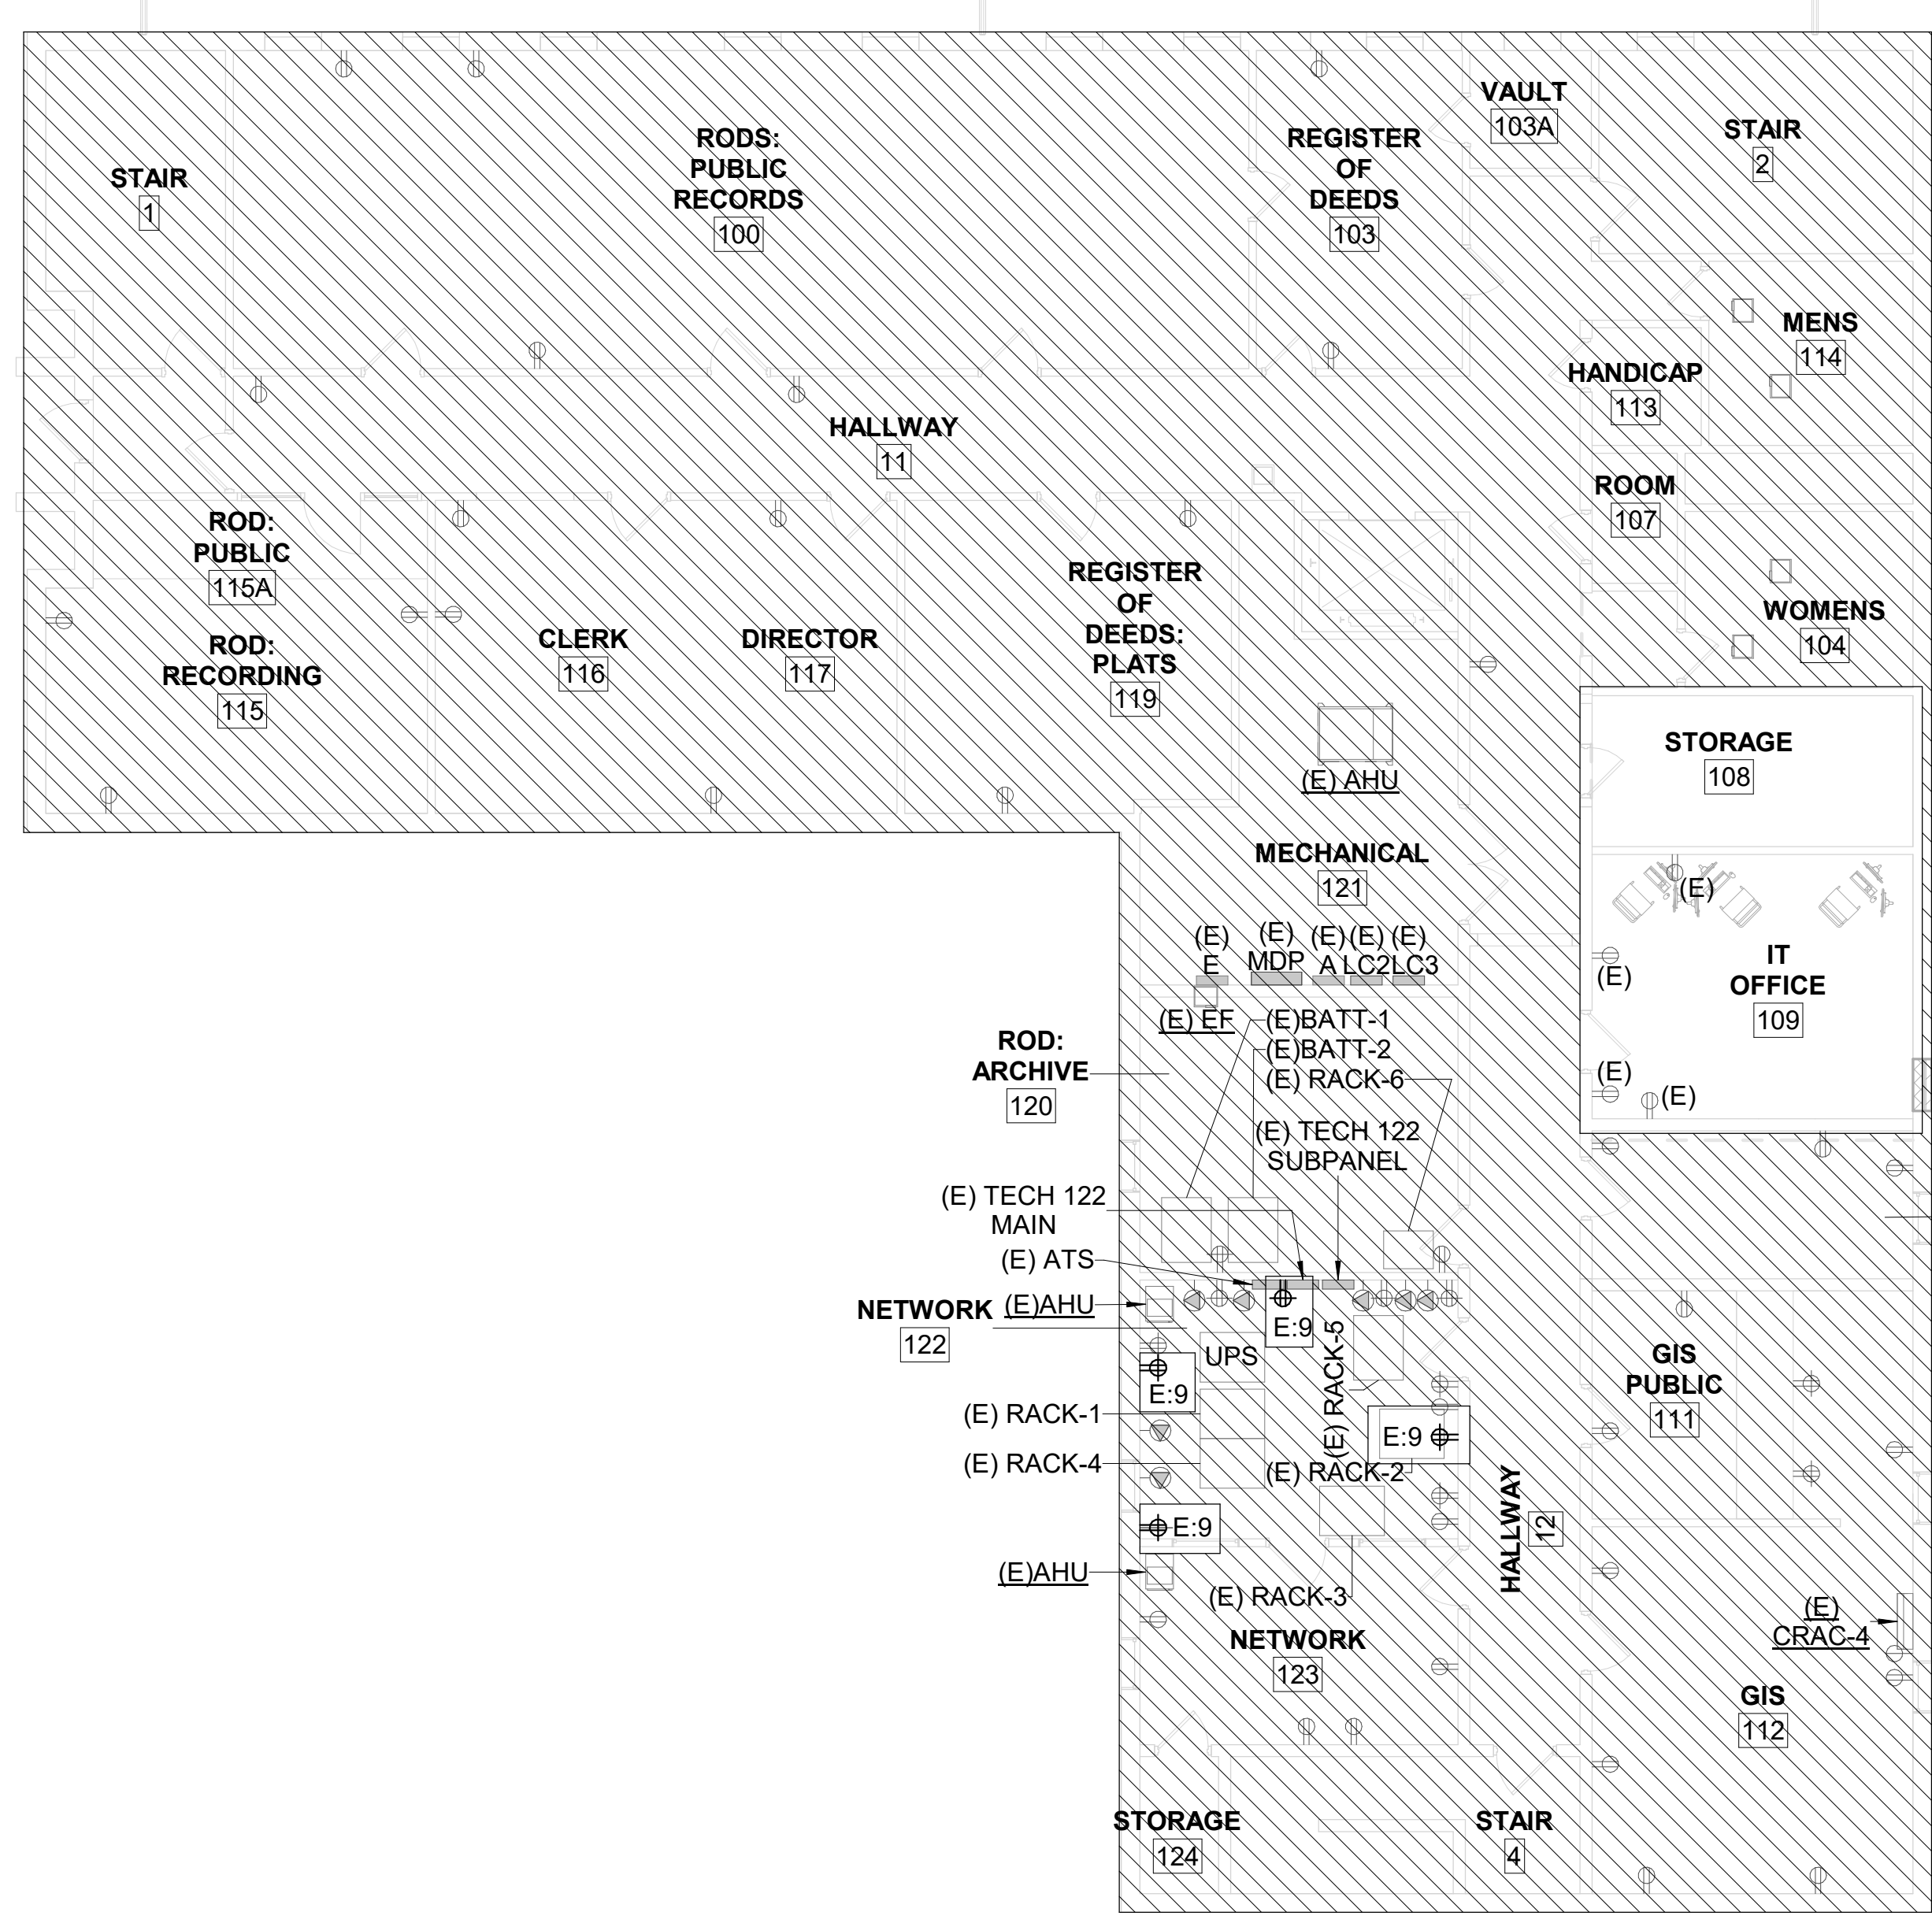 STAIR
1
RODS:
PUBLIC
RECORDS
100
REGISTER
OF
DEEDS
103
VAULT
103A
STAIR
2
MENS
114
HANDICAP
113
HALLWAY
11
ROOM
107
ROD:
PUBLIC
115A
ROD:
RECORDING
115
CLERK
116
DIRECTOR
117
REGISTER
OF
DEEDS:
PLATS
119
WOMENS
104
(E) AHU
STORAGE
108
MECHANICAL
121
(E)
E
(E)
MDP
(E)
A
(E)
LC2
(E)
LC3
(E) EF
(E)
(E)
IT
OFFICE
109
(E)
(E)
ROD:
ARCHIVE
120
(E)BATT-1
(E)BATT-2
(E) RACK-6
(E) TECH 122
SUBPANEL
(E) TECH 122
MAIN
(E) ATS
(E)AHU
NETWORK
122
E:9
UPS
E:9
(E) RACK-5
(E) RACK-1
E:9
(E) RACK-4
(E) RACK-2
E:9
(E)AHU
(E) RACK-3
HALLWAY
12
GIS
PUBLIC
111
NETWORK
123
(E)
CRAC-4
GIS
112
STORAGE
124
STAIR
4